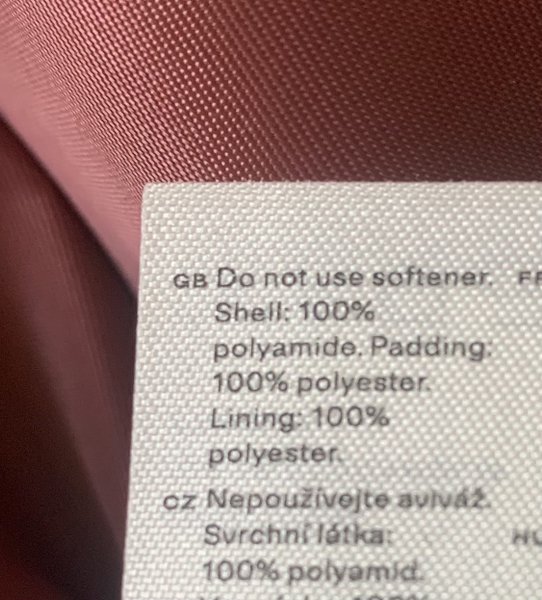 GB Do not use softener.
Shell: 100%
polyamide. Padding:
100% polyester.
Lining: 100%
polyester.
CZ Nepoužívejte aviváž.
Svrchní látka:
100% polyamid.